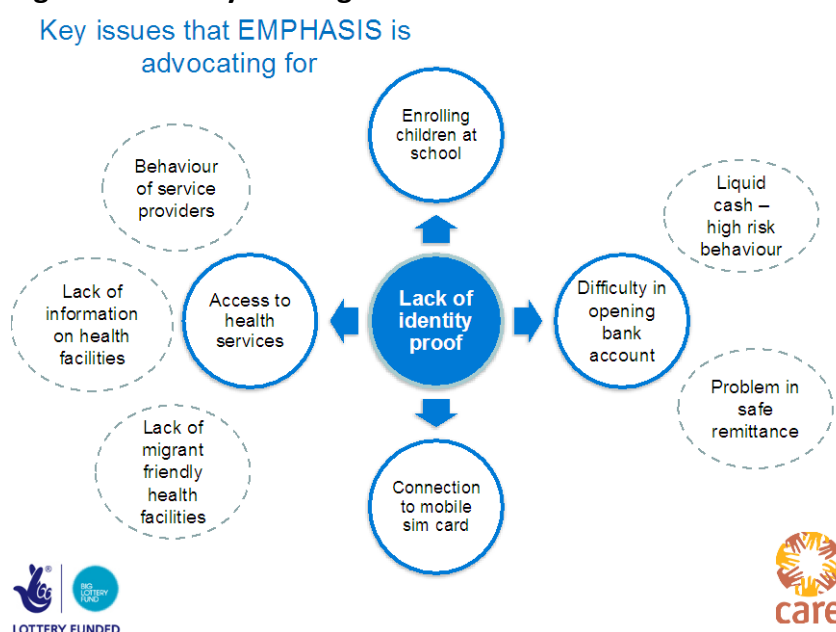 Key issues that EMPHASIS is
advocating for
Enrolling
children at
school
Behaviour
of service
providers
Liquid
cash –
high risk
behaviour
Lack of
information
on health
facilities
Access to
health
services
Lack of
identity
proof
Difficulty in
opening
bank
account
Lack of
migrant
friendly
health
facilities
Problem in
safe
remittance
Connection
to mobile
sim card
BIG
LOTTERY
FUND
LOTTERY FUNDED
care